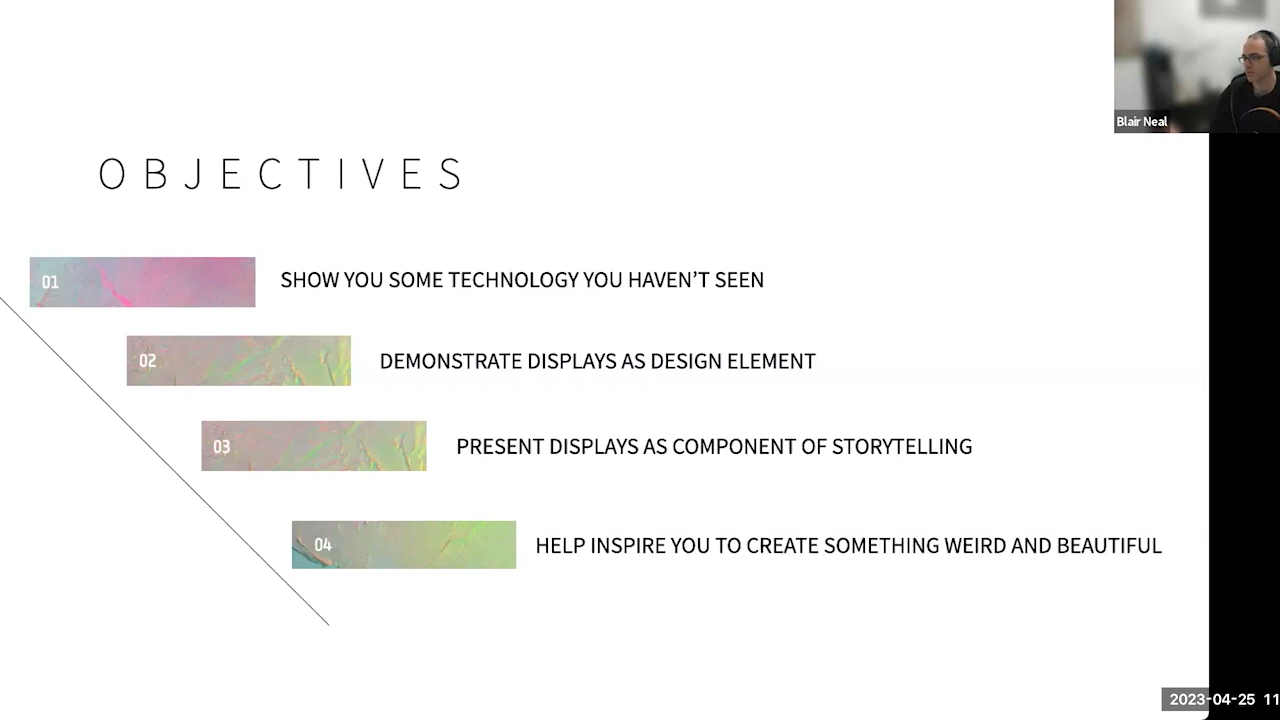 Blair Neal
OBJECTIVES
01 SHOW YOU SOME TECHNOLOGY YOU HAVEN’T SEEN
02 DEMONSTRATE DISPLAYS AS DESIGN ELEMENT
03 PRESENT DISPLAYS AS COMPONENT OF STORYTELLING
04 HELP INSPIRE YOU TO CREATE SOMETHING WEIRD AND BEAUTIFUL
2023-04-25 11